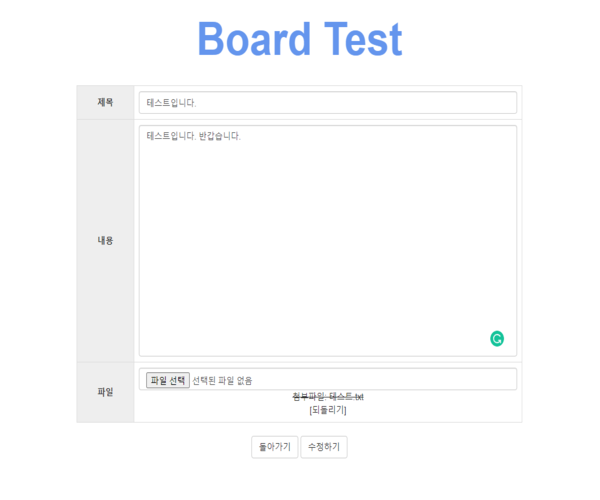 Board Test
제목
테스트입니다.
내용
테스트입니다. 반갑습니다.
파일
파일 선택 선택된 파일 없음
첨부파일: 테스트.txt
[되돌리기]
돌아가기 수정하기